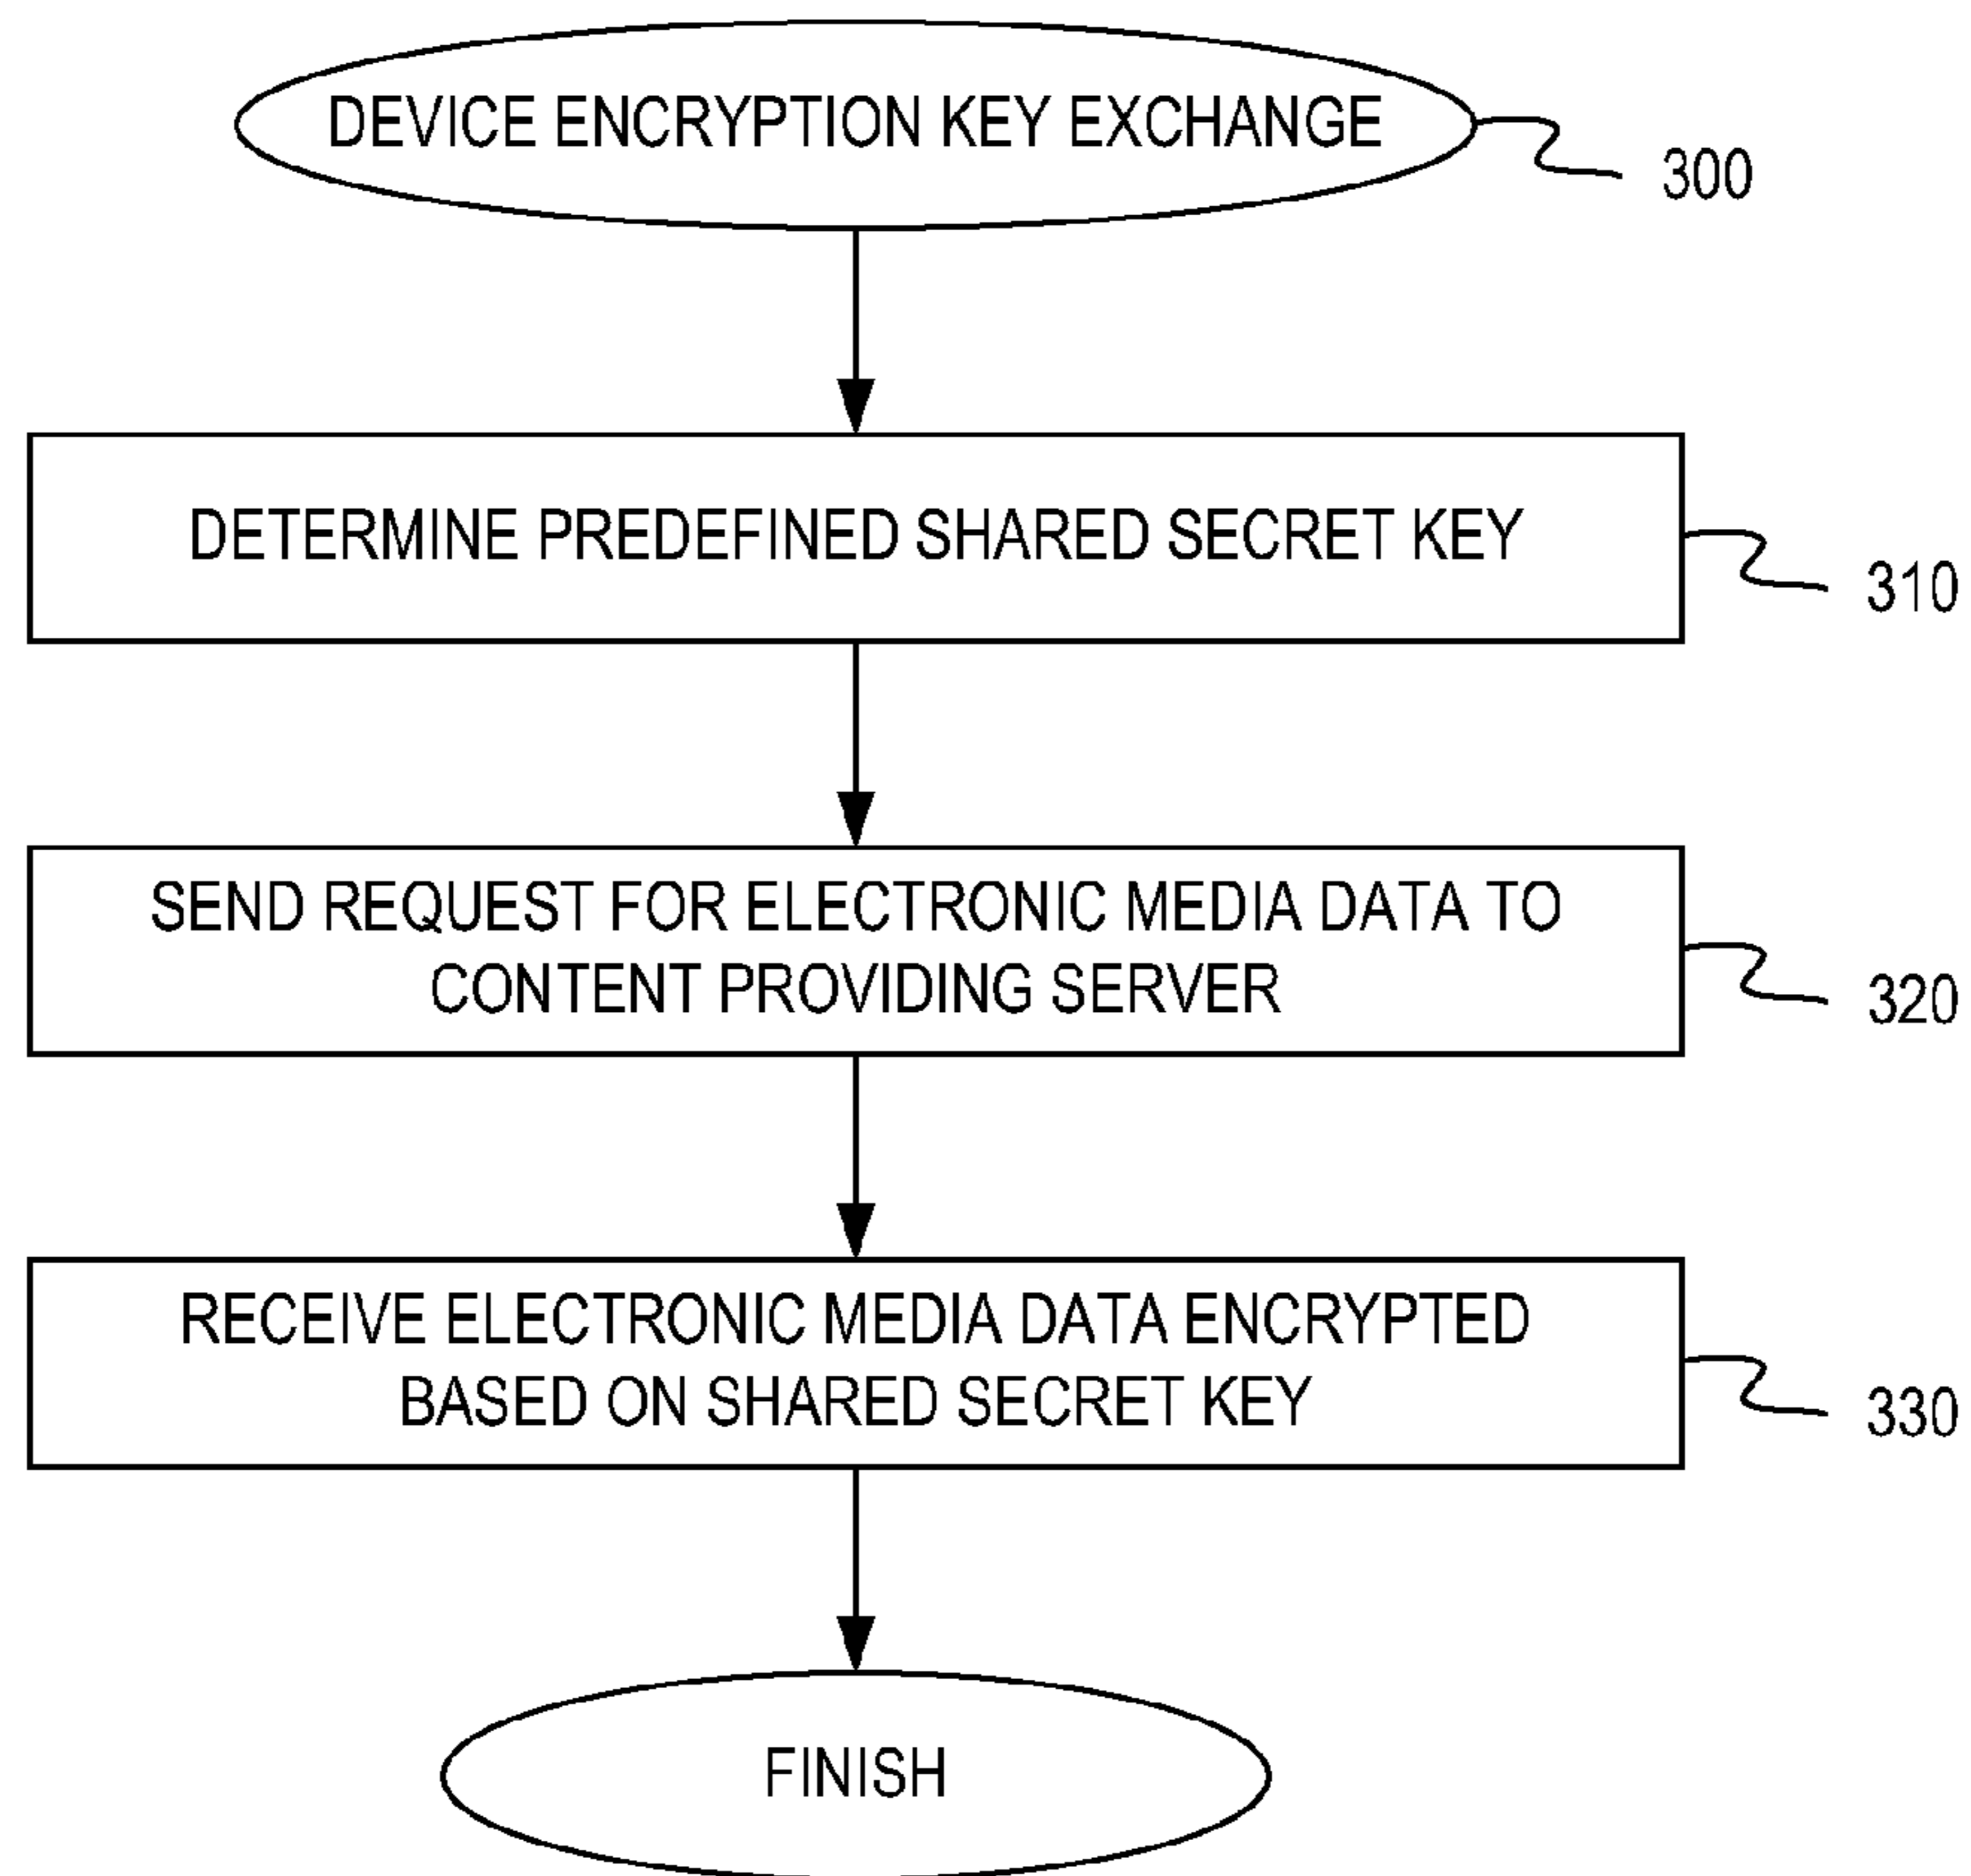 DEVICE ENCRYPTION KEY EXCHANGE
300
DETERMINE PREDEFINED SHARED SECRET KEY
310
SEND REQUEST FOR ELECTRONIC MEDIA DATA TO
CONTENT PROVIDING SERVER
320
RECEIVE ELECTRONIC MEDIA DATA ENCRYPTED
BASED ON SHARED SECRET KEY
330
FINISH